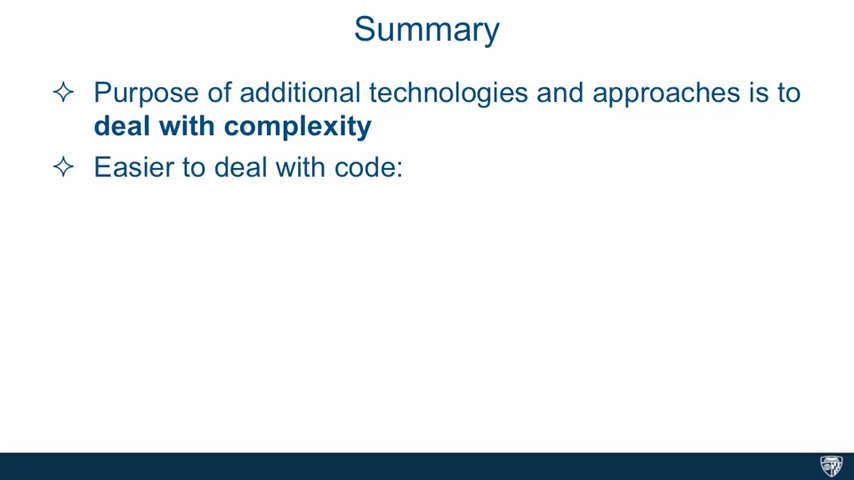 Summary
Purpose of additional technologies and approaches is to
deal with complexity
Easier to deal with code: